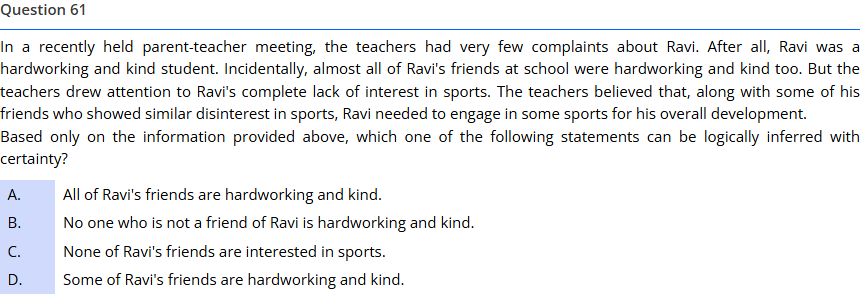 Question 61
In a recently held parent-teacher meeting, the teachers had very few complaints about Ravi. After all, Ravi was a
hardworking and kind student. Incidentally, almost all of Ravi's friends at school were hardworking and kind too. But the
teachers drew attention to Ravi's complete lack of interest in sports. The teachers believed that, along with some of his
friends who showed similar disinterest in sports, Ravi needed to engage in some sports for his overall development.
Based only on the information provided above, which one of the following statements can be logically inferred with
certainty?
A. All of Ravi's friends are hardworking and kind.
B. No one who is not a friend of Ravi is hardworking and kind.
C. None of Ravi's friends are interested in sports.
D. Some of Ravi's friends are hardworking and kind.